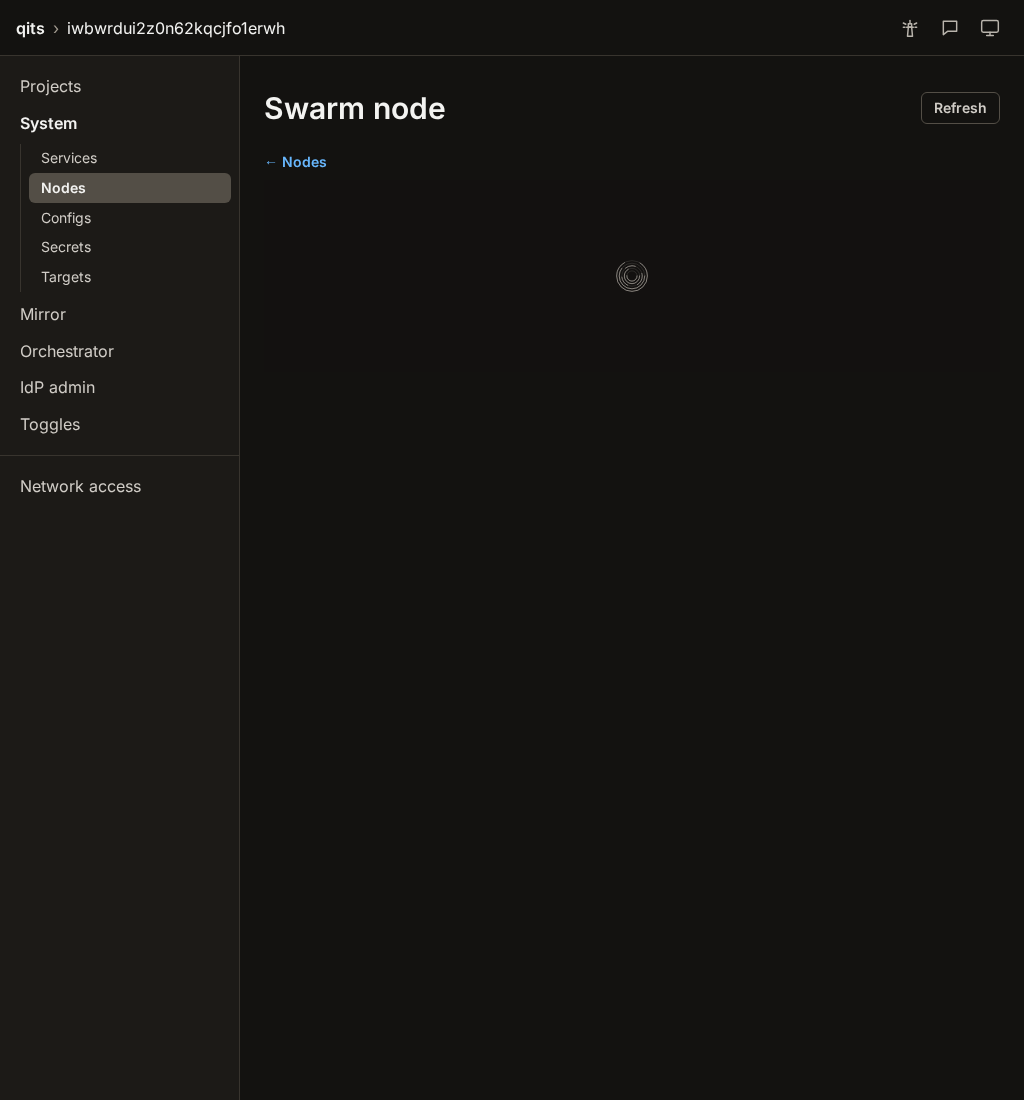 qits › iwbwrdui2z0n62kqcjfo1erwh
Projects
System
Services
Nodes
Configs
Secrets
Targets
Mirror
Orchestrator
IdP admin
Toggles
Network access
Swarm node
Refresh
← Nodes